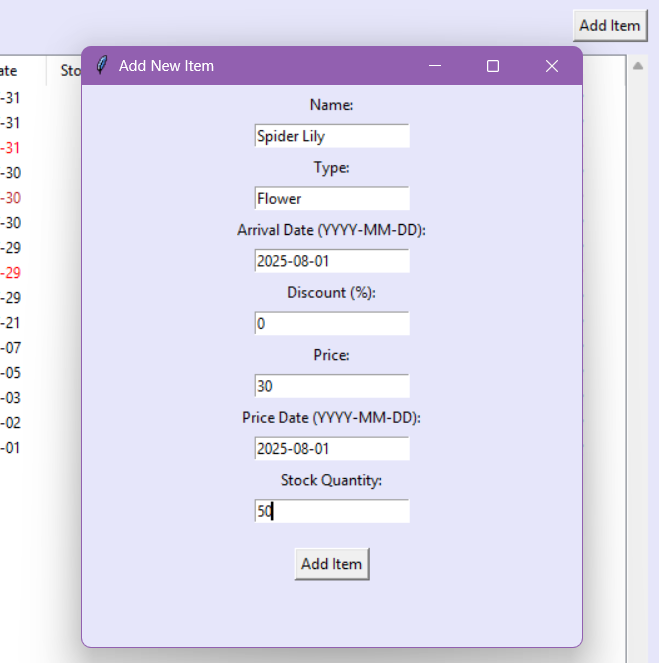 Add Item
ate Sto
Add New Item
-31
-31
-31
-30
-30
-30
-29
-29
-29
-21
-07
-05
-03
-02
-01
Name:
Spider Lily
Type:
Flower
Arrival Date (YYYY-MM-DD):
2025-08-01
Discount (%):
0
Price:
30
Price Date (YYYY-MM-DD):
2025-08-01
Stock Quantity:
50
Add Item